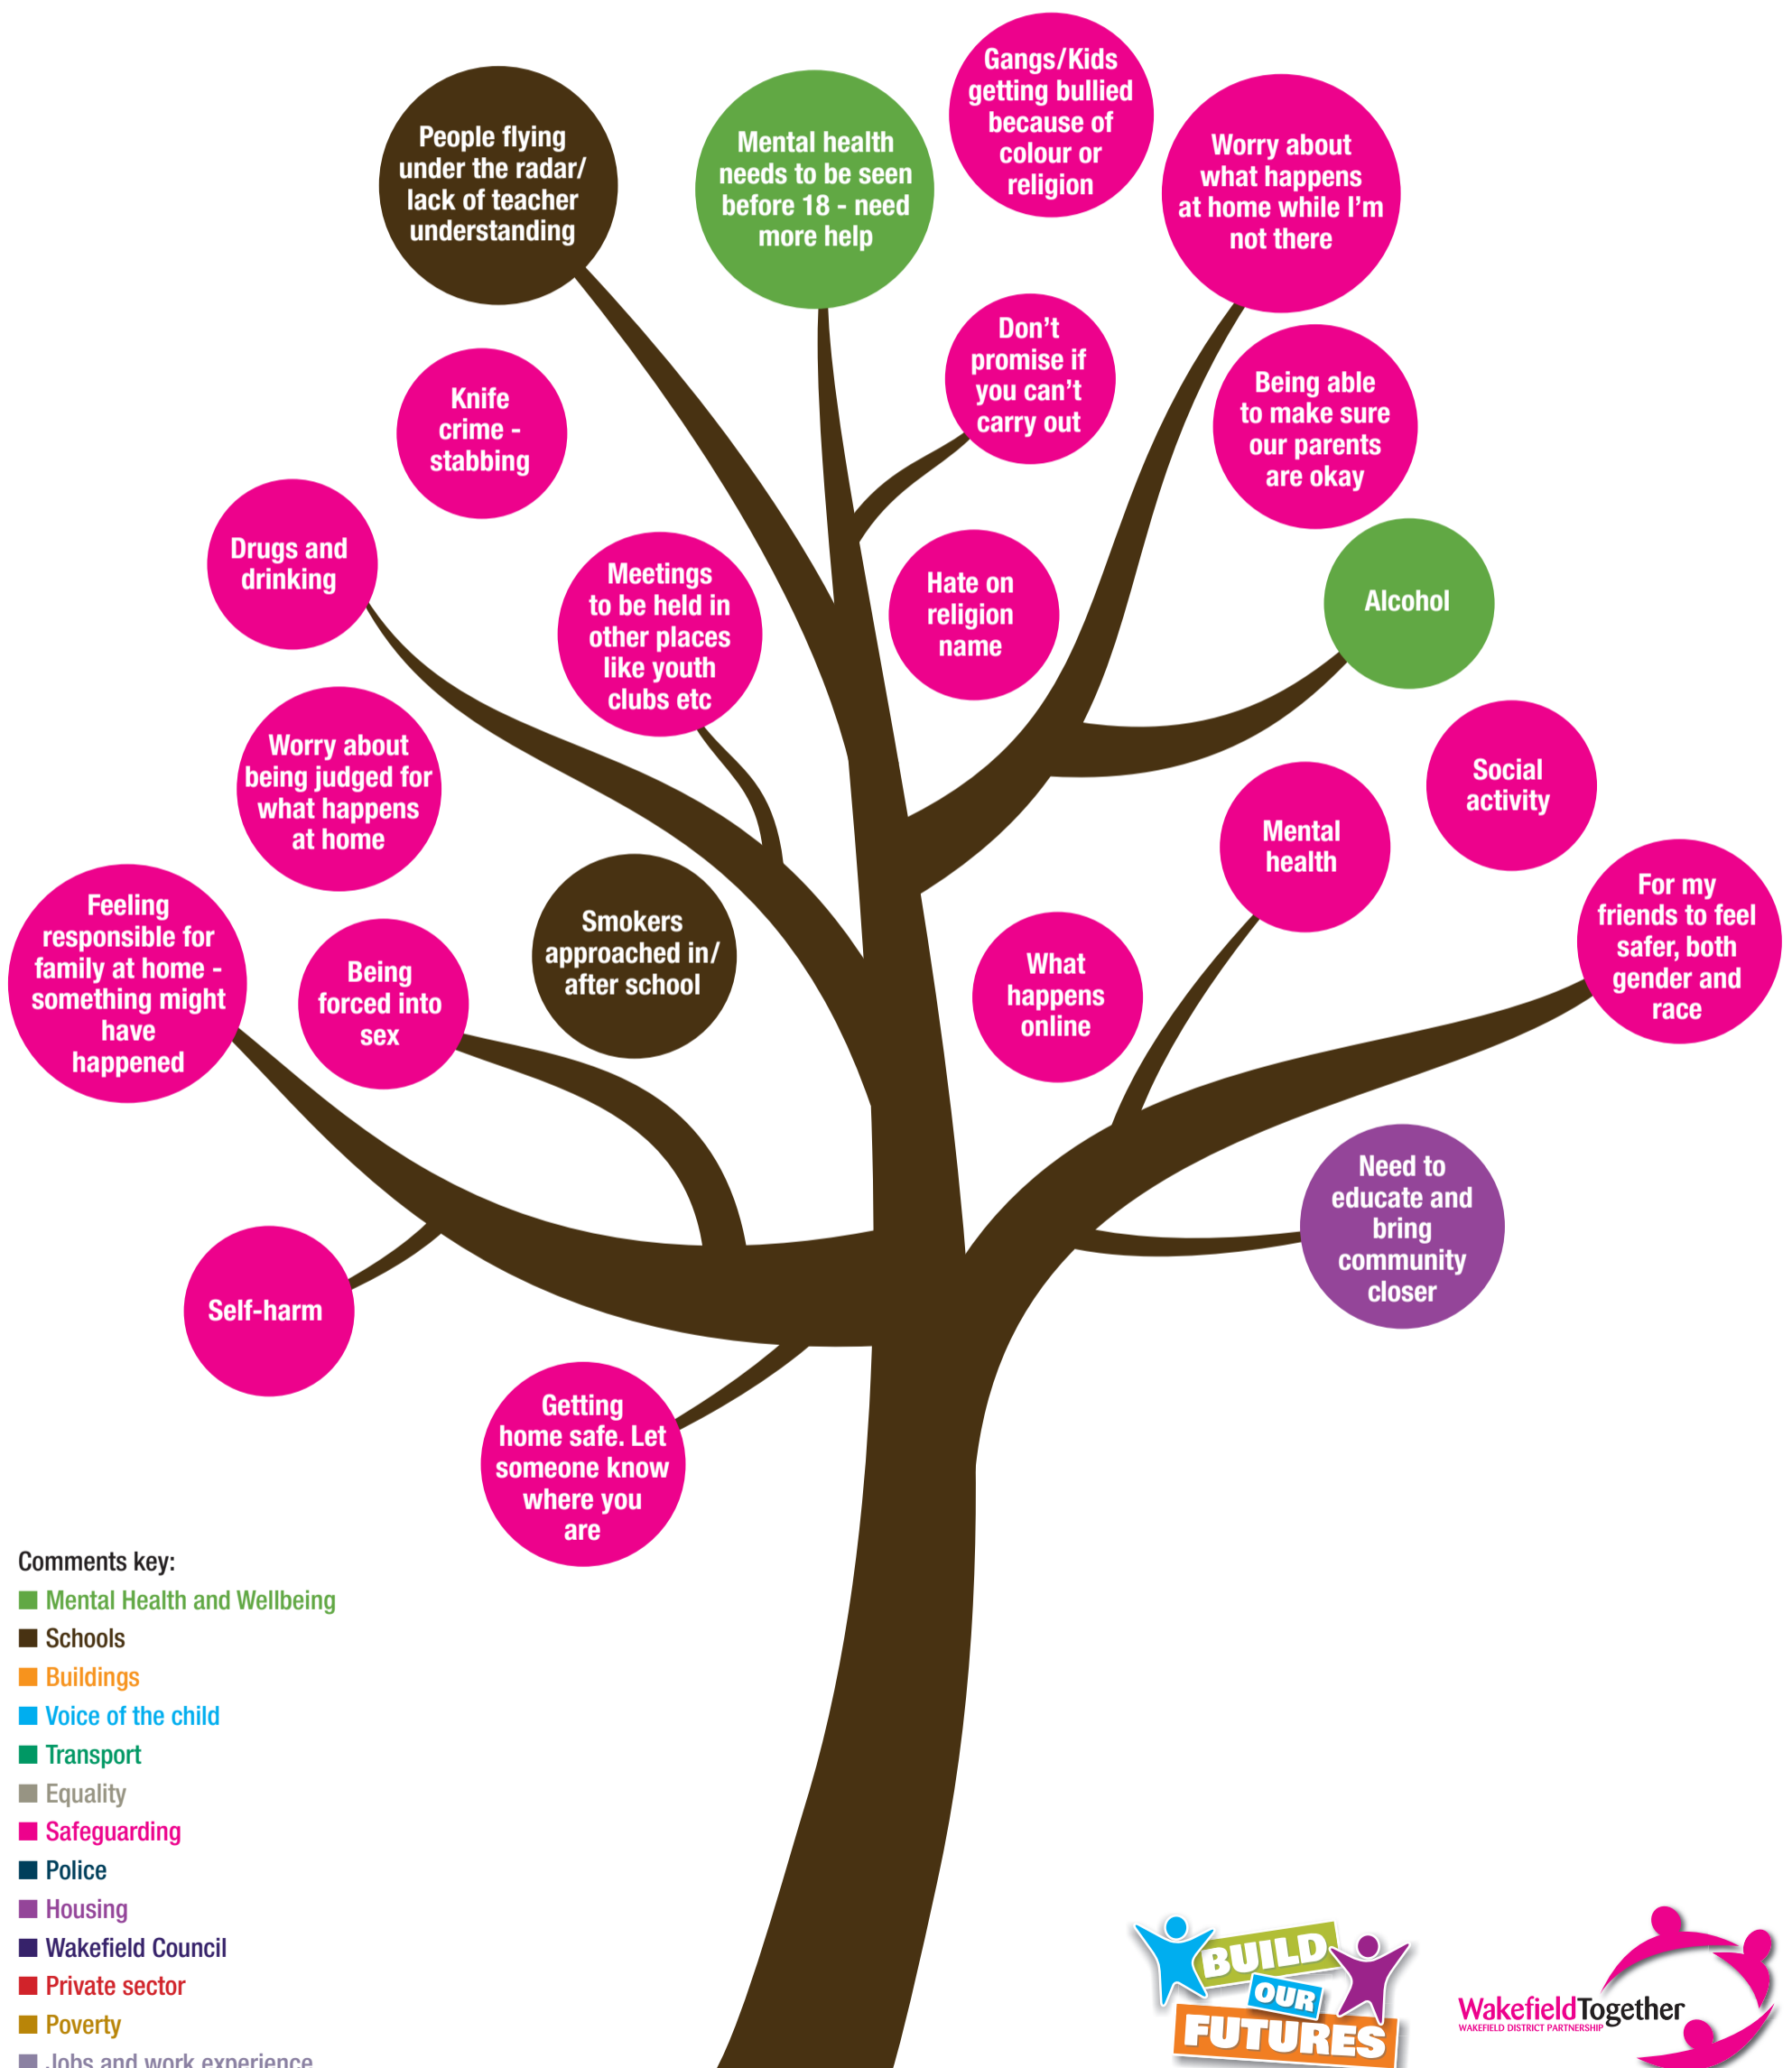 Gangs/Kids
getting bullied
because of
colour or
religion
People flying
under the radar/
lack of teacher
understanding
Mental health
needs to be seen
before 18 - need
more help
Worry about
what happens
at home while I'm
not there
Don't
promise if
you can't
carry out
Knife
crime -
stabbing
Being able
to make sure
our parents
are okay
Drugs and
drinking
Meetings
to be held in
other places
like youth
clubs etc
Hate on
religion
name
Alcohol
Worry about
being judged for
what happens
at home
Social
activity
Mental
health
Feeling
responsible for
family at home -
something might
have
happened
Being
forced into
sex
Smokers
approached in/
after school
What
happens
online
For my
friends to feel
safer, both
gender and
race
Need to
educate and
bring
community
closer
Self-harm
Getting
home safe. Let
someone know
where you
are
Comments key:
Mental Health and Wellbeing
Schools
Buildings
Voice of the child
Transport
Equality
Safeguarding
Police
Housing
Wakefield Council
Private sector
Poverty
Jobs and work experience
BUILD
OUR
FUTURES
WakefieldTogether
WAKEFIELD DISTRICT PARTNERSHIP